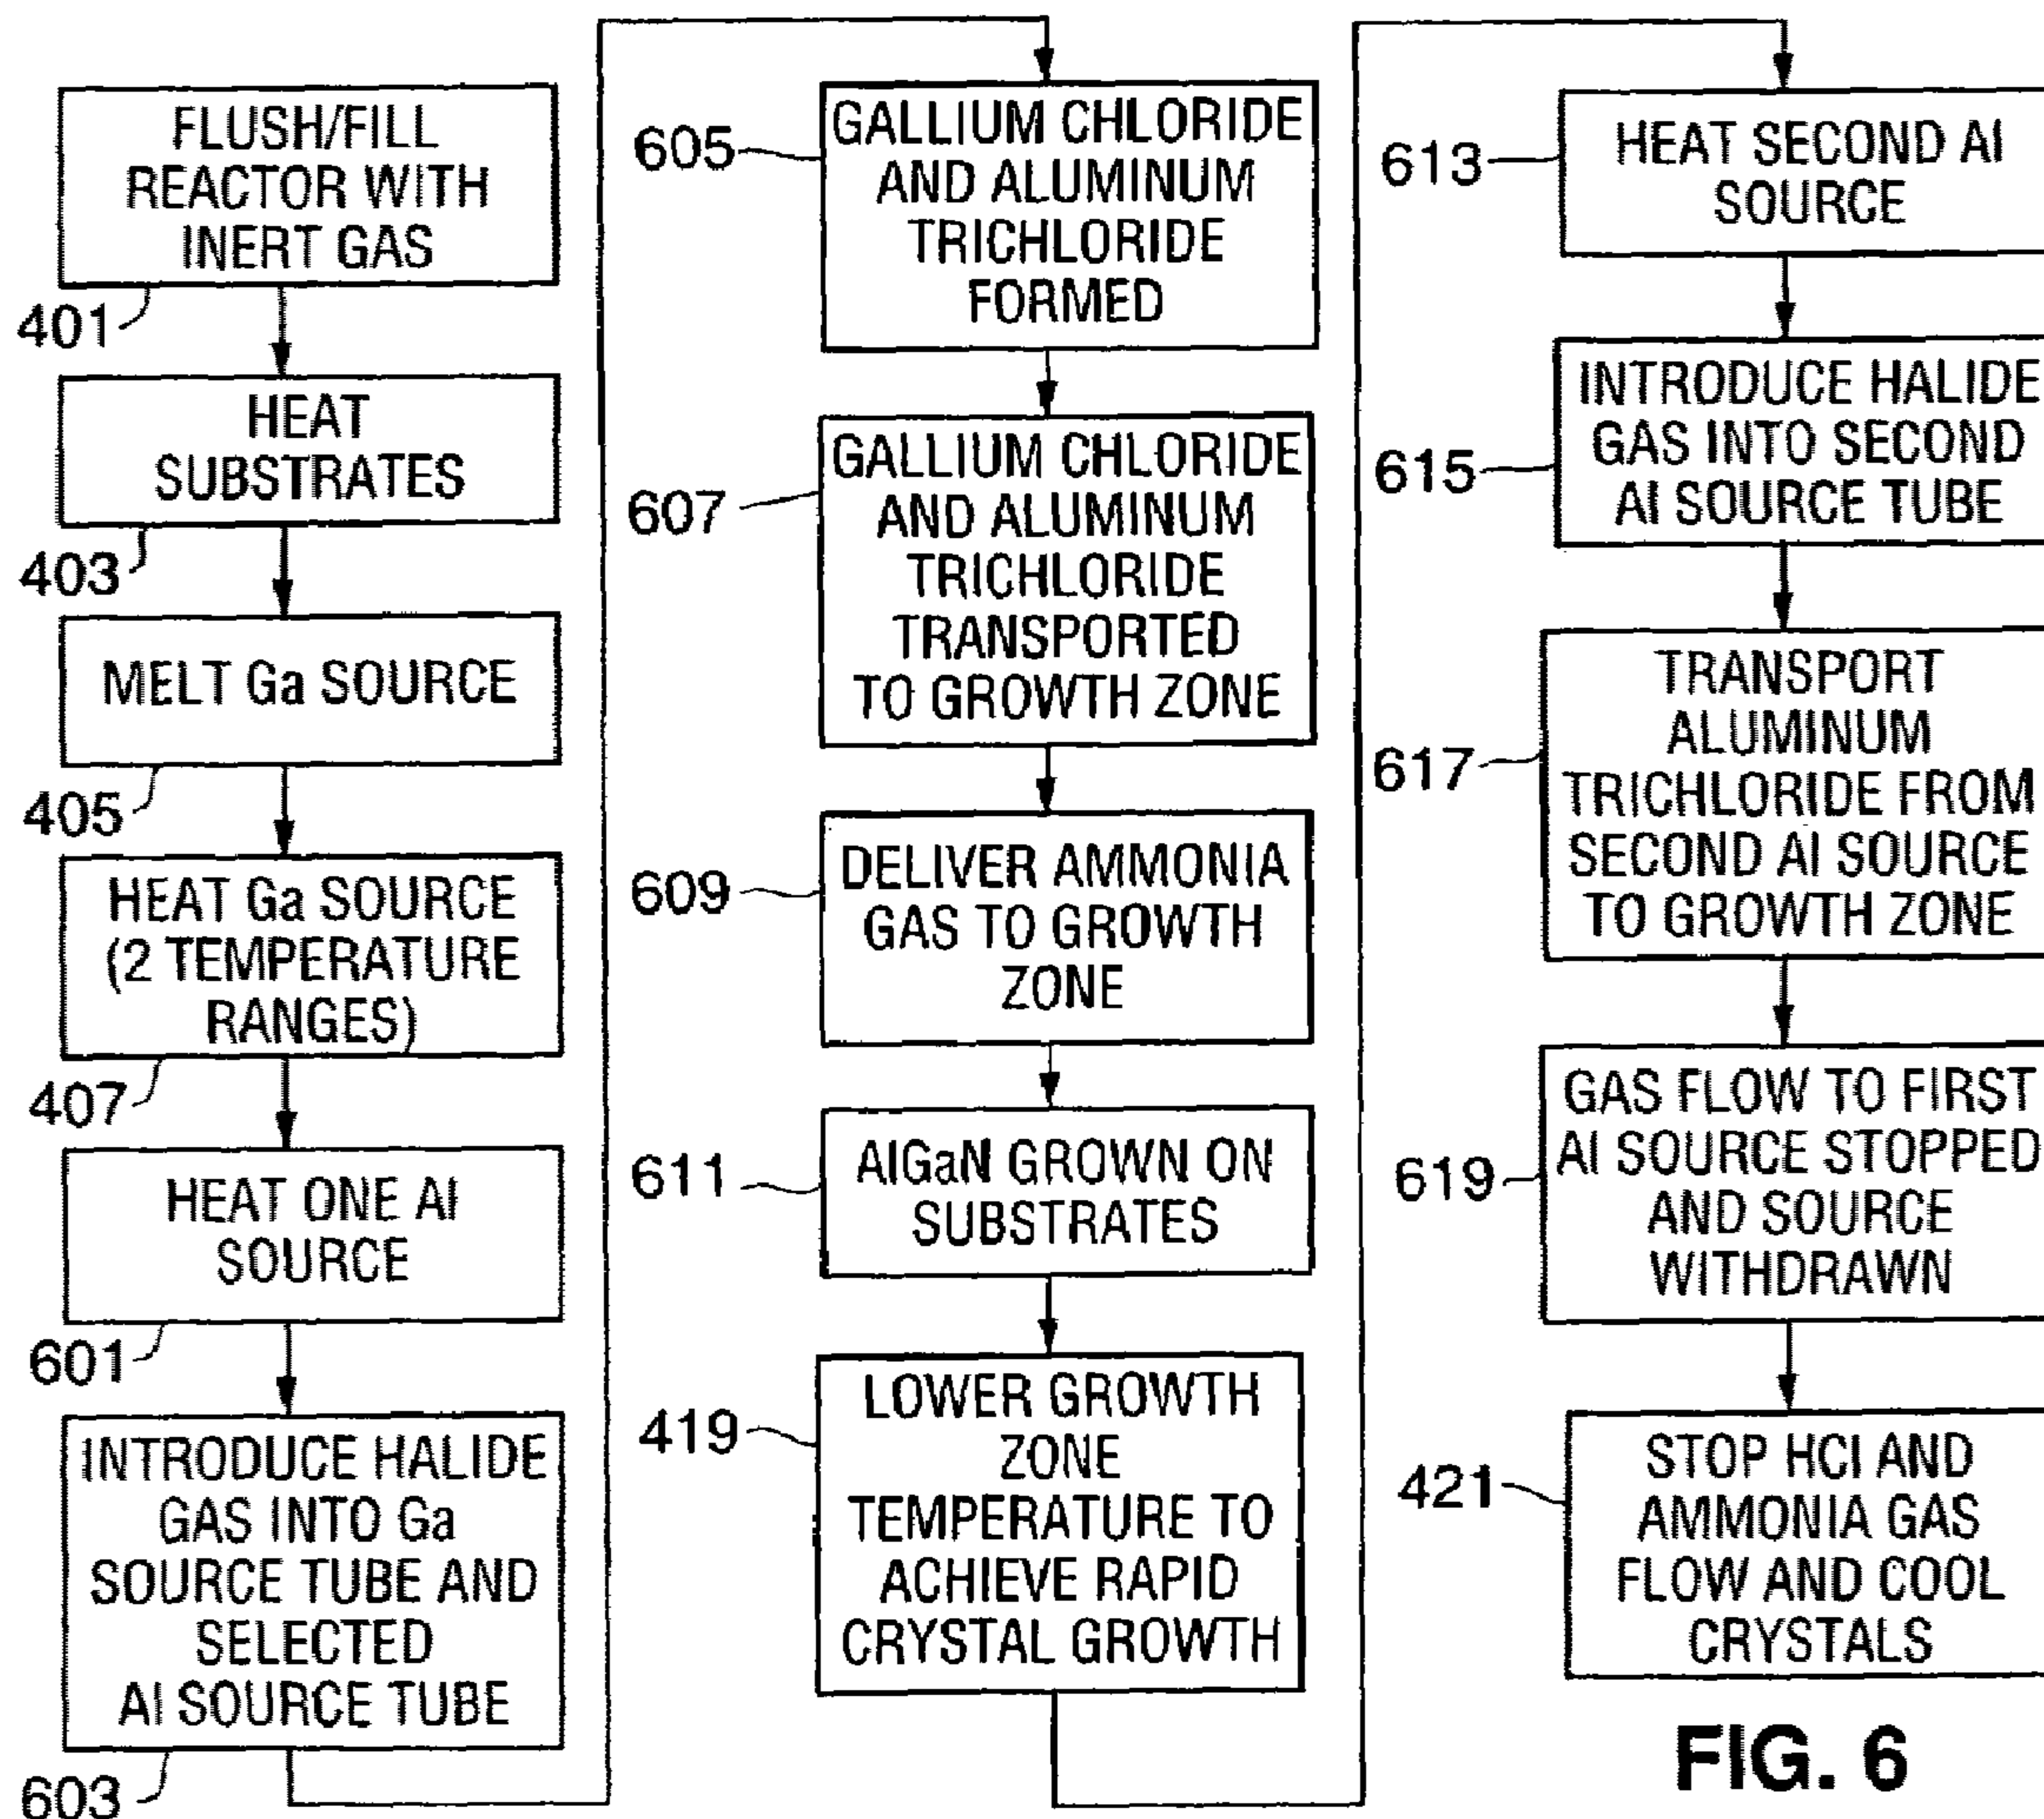 FLUSH/FILL
REACTOR WITH
INERT GAS
401
HEAT
SUBSTRATES
403
MELT Ga SOURCE
405
HEAT Ga SOURCE
(2 TEMPERATURE
RANGES)
407
HEAT ONE Al
SOURCE
601
INTRODUCE HALIDE
GAS INTO Ga
SOURCE TUBE AND
SELECTED
Al SOURCE TUBE
603
605
GALLIUM CHLORIDE
AND ALUMINUM
TRICHLORIDE
FORMED
607
GALLIUM CHLORIDE
AND ALUMINUM
TRICHLORIDE
TRANSPORTED
TO GROWTH ZONE
609
DELIVER AMMONIA
GAS TO GROWTH
ZONE
611
AlGaN GROWN ON
SUBSTRATES
419
LOWER GROWTH
ZONE
TEMPERATURE TO
ACHIEVE RAPID
CRYSTAL GROWTH
613
HEAT SECOND Al
SOURCE
615
INTRODUCE HALIDE
GAS INTO SECOND
Al SOURCE TUBE
617
TRANSPORT
ALUMINUM
TRICHLORIDE FROM
SECOND Al SOURCE
TO GROWTH ZONE
619
GAS FLOW TO FIRST
Al SOURCE STOPPED
AND SOURCE
WITHDRAWN
421
STOP HCl AND
AMMONIA GAS
FLOW AND COOL
CRYSTALS
FIG. 6